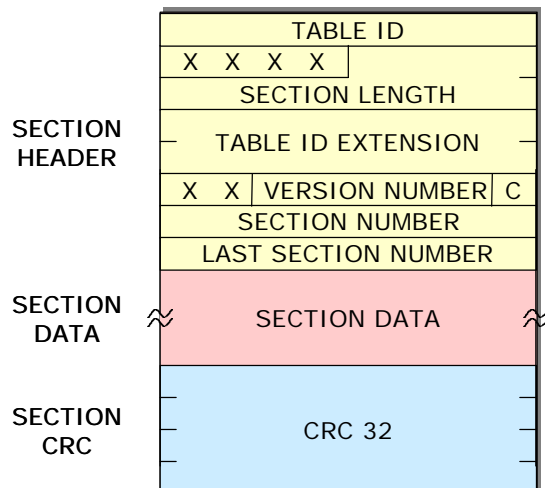 TABLE ID
X X X X
SECTION LENGTH
SECTION
HEADER
TABLE ID EXTENSION
X X VERSION NUMBER C
SECTION NUMBER
LAST SECTION NUMBER
SECTION
DATA
SECTION DATA
SECTION
CRC
CRC 32